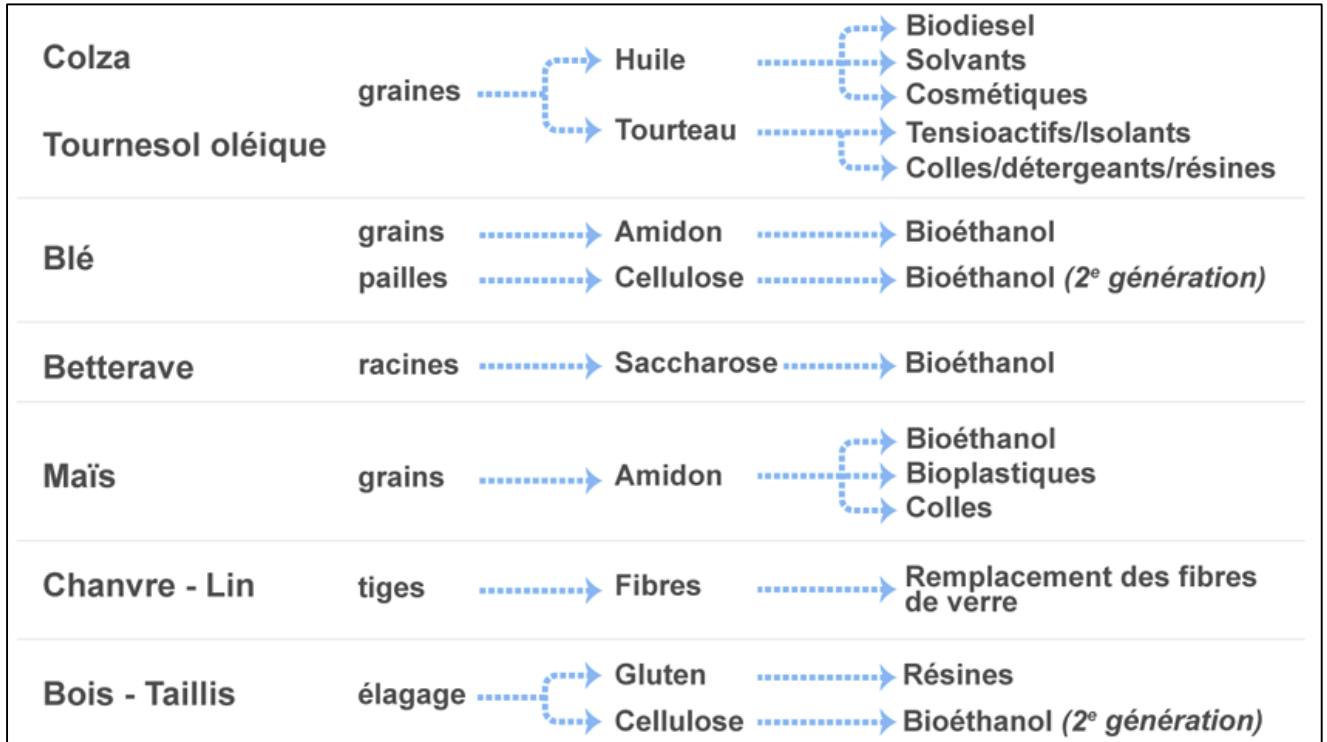 Colza
Tournesol oléique
graines
Huile
Tourteau
Biodiesel
Solvants
Cosmétiques
Tensioactifs/Isolants
Colles/détergeants/résines
Blé
grains
Amidon
Bioéthanol
pailles
Cellulose
Bioéthanol (2e génération)
Betterave
racines
Saccharose
Bioéthanol
Maïs
grains
Amidon
Bioéthanol
Bioplastiques
Colles
Chanvre - Lin
tiges
Fibres
Remplacement des fibres
de verre
Bois - Taillis
élagage
Gluten
Résines
Cellulose
Bioéthanol (2e génération)